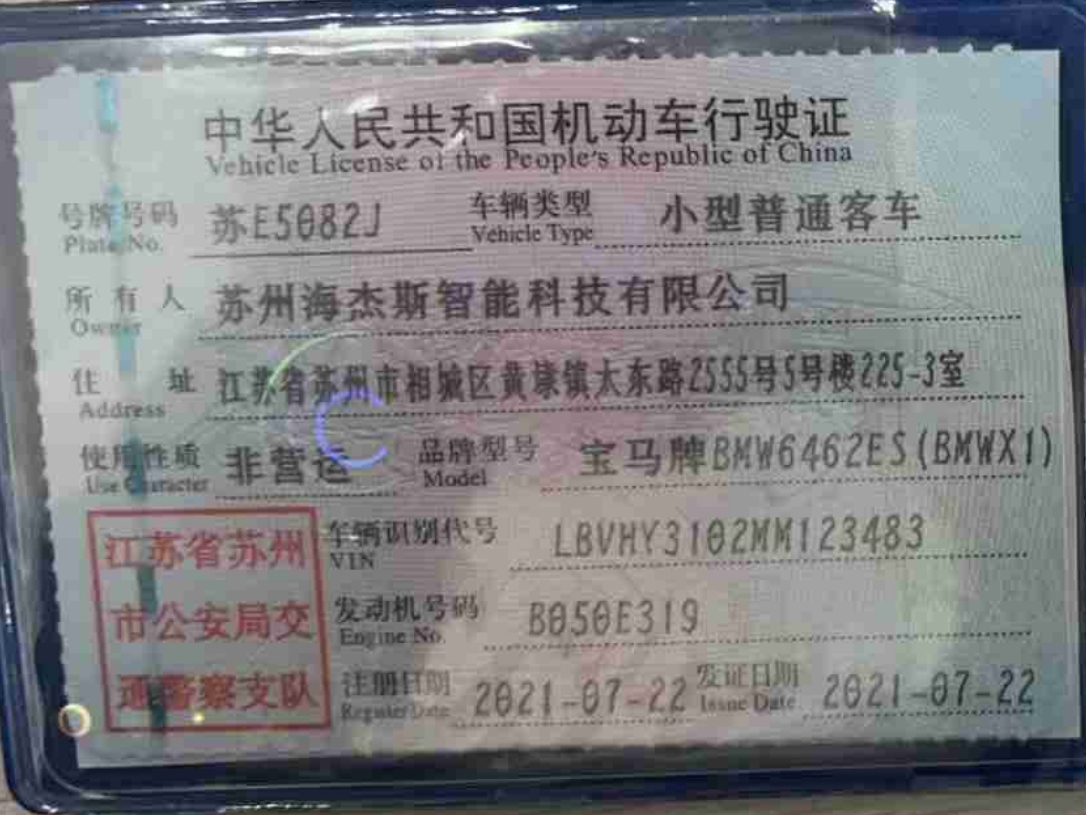 中华人民共和国机动车行驶证
Vehicle License of the People's Republic of China
号牌号码 苏E5082J 车辆类型 小型普通客车
Plate No. Vehicle Type
所有人 苏州海杰斯智能科技有限公司
Owner
住址 江苏省苏州市相城区黄埭镇太东路2555号5号楼225-3室
Address
使用性质 非营运 品牌型号 宝马牌BMW6462ES(BMWX1)
Use Character Model
江苏省苏州 车辆识别代号 LBVHY3102MM123483
VIN
市公安局交 发动机号码 B050E319
Engine No.
通警察支队 注册日期 2021-07-22 发证日期 2021-07-22
Register Date Issue Date